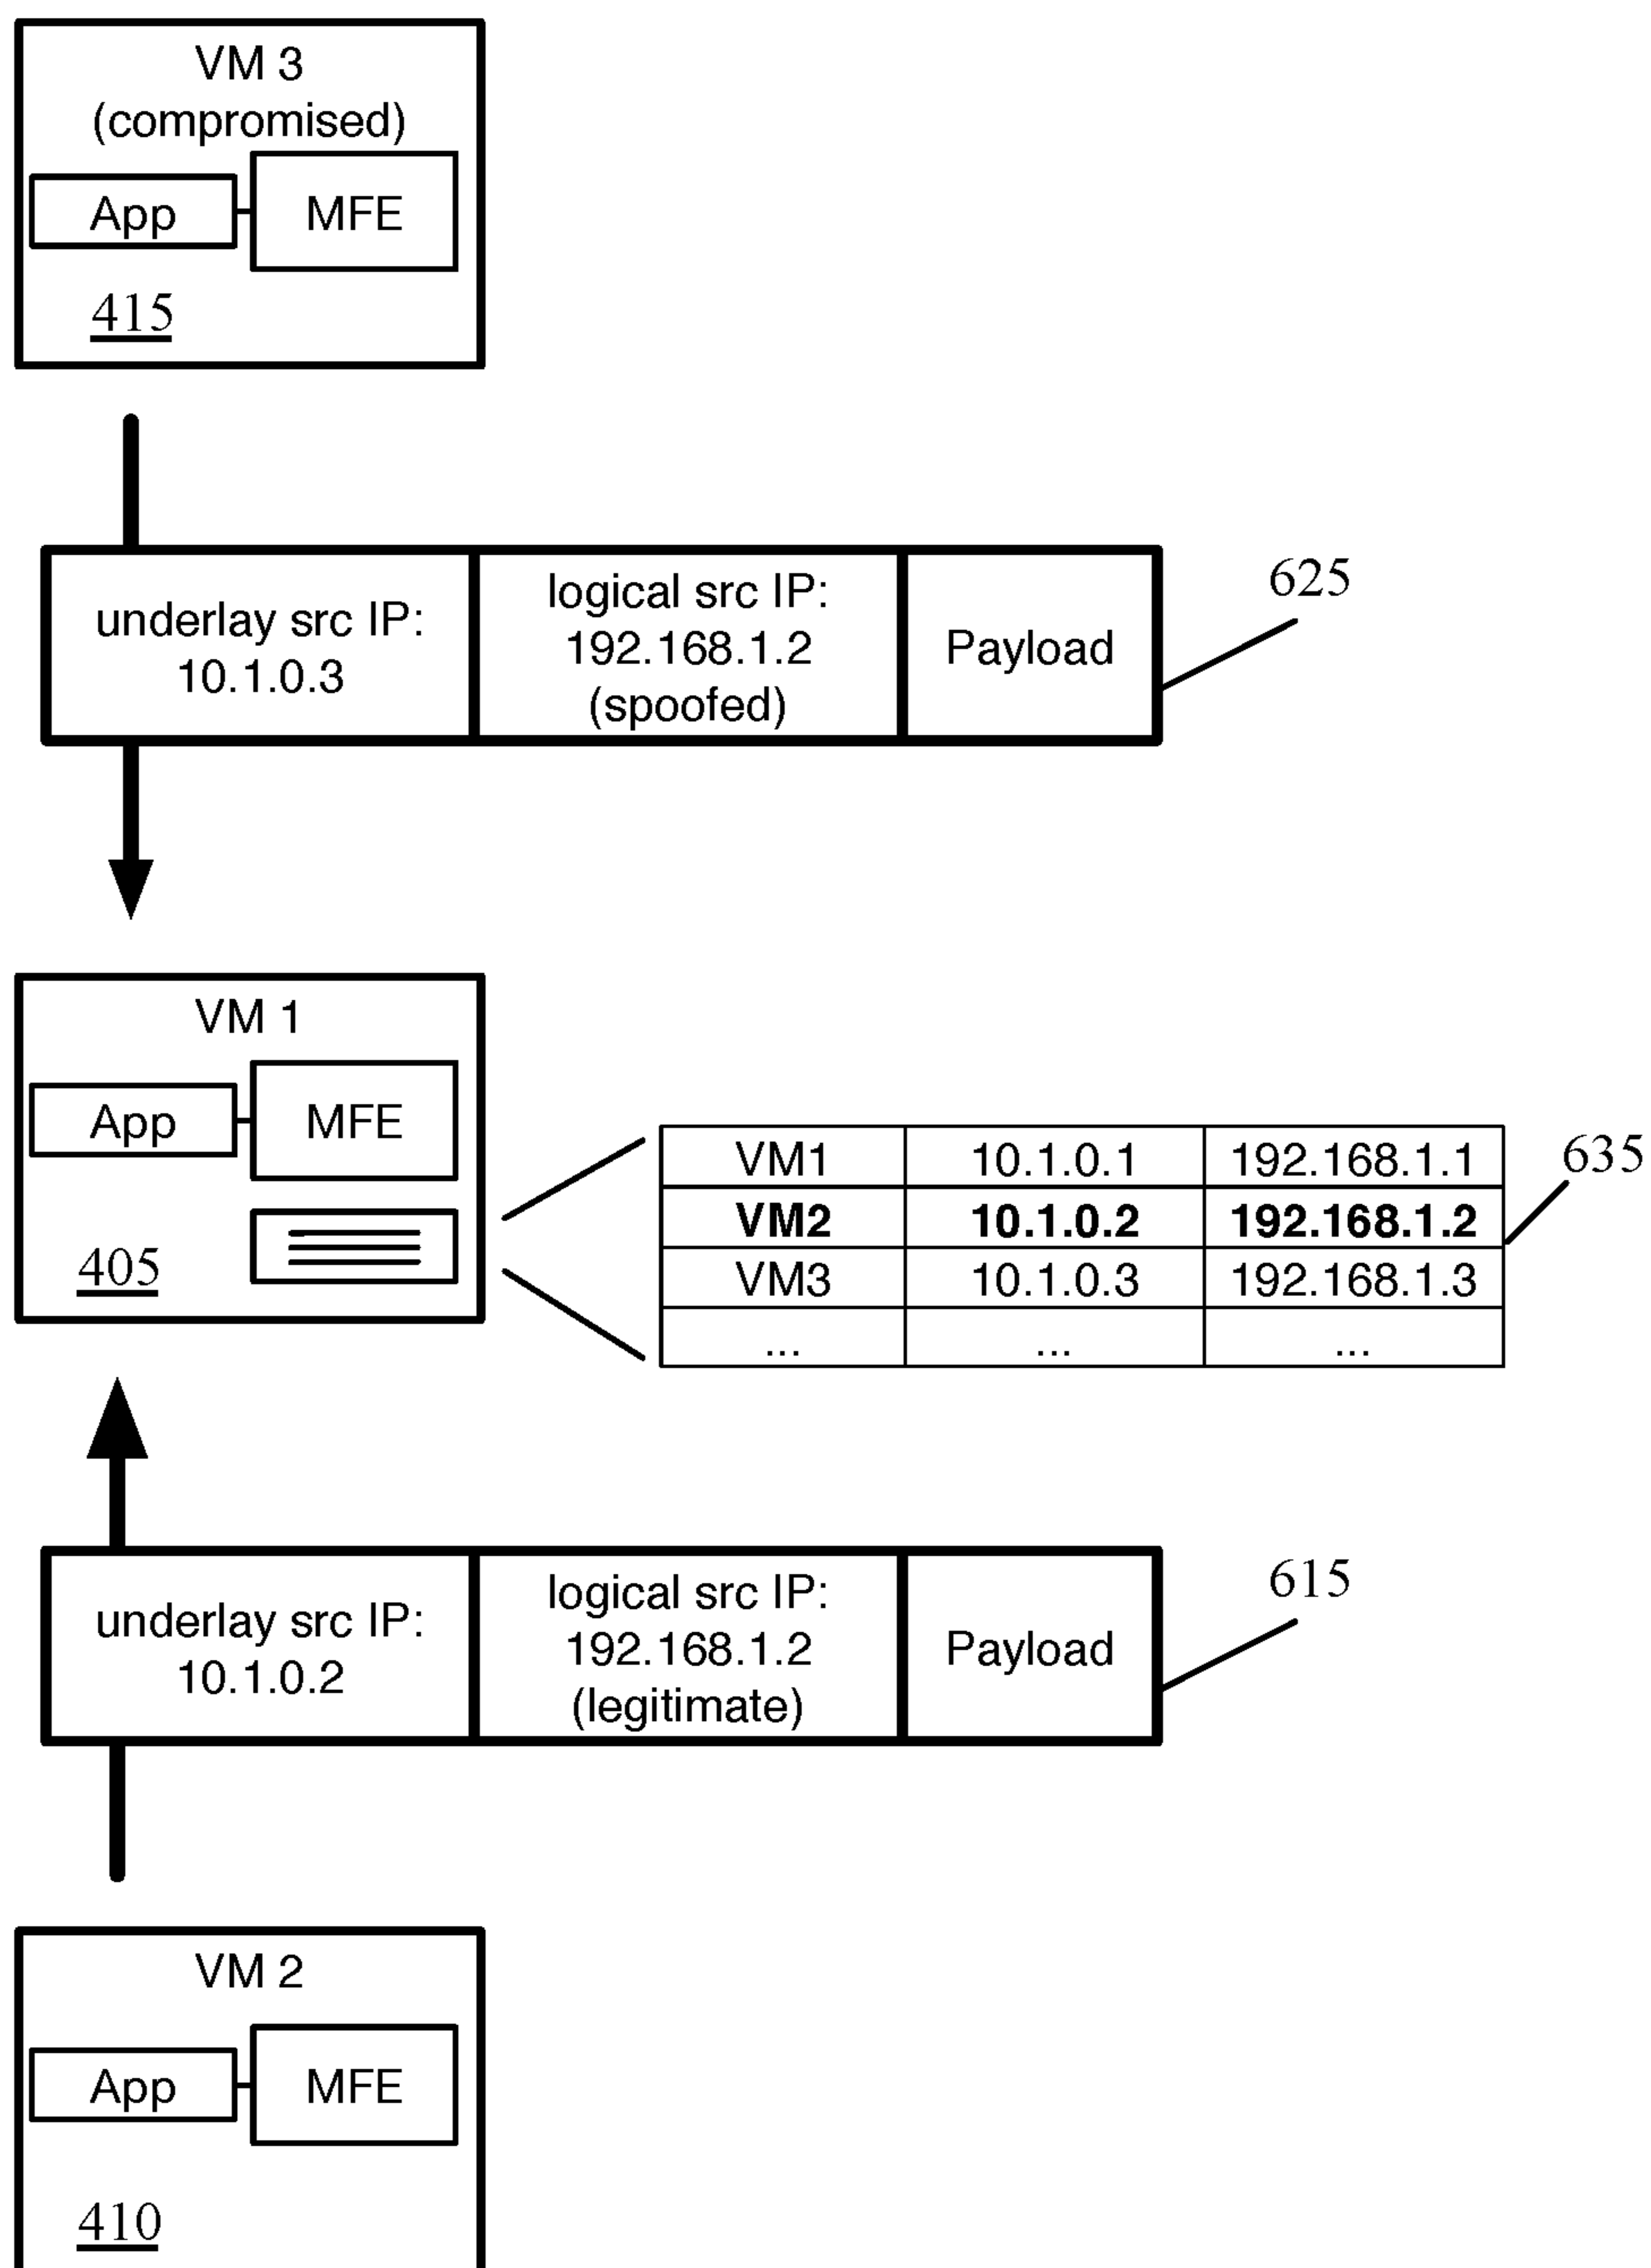 VM 3
(compromised)
App
MFE
415
underlay src IP:
10.1.0.3
logical src IP:
192.168.1.2
(spoofed)
Payload
625
VM 1
App
MFE
405
VM1 10.1.0.1 192.168.1.1
VM2 10.1.0.2 192.168.1.2
VM3 10.1.0.3 192.168.1.3
... ... ...
635
underlay src IP:
10.1.0.2
logical src IP:
192.168.1.2
(legitimate)
Payload
615
VM 2
App
MFE
410